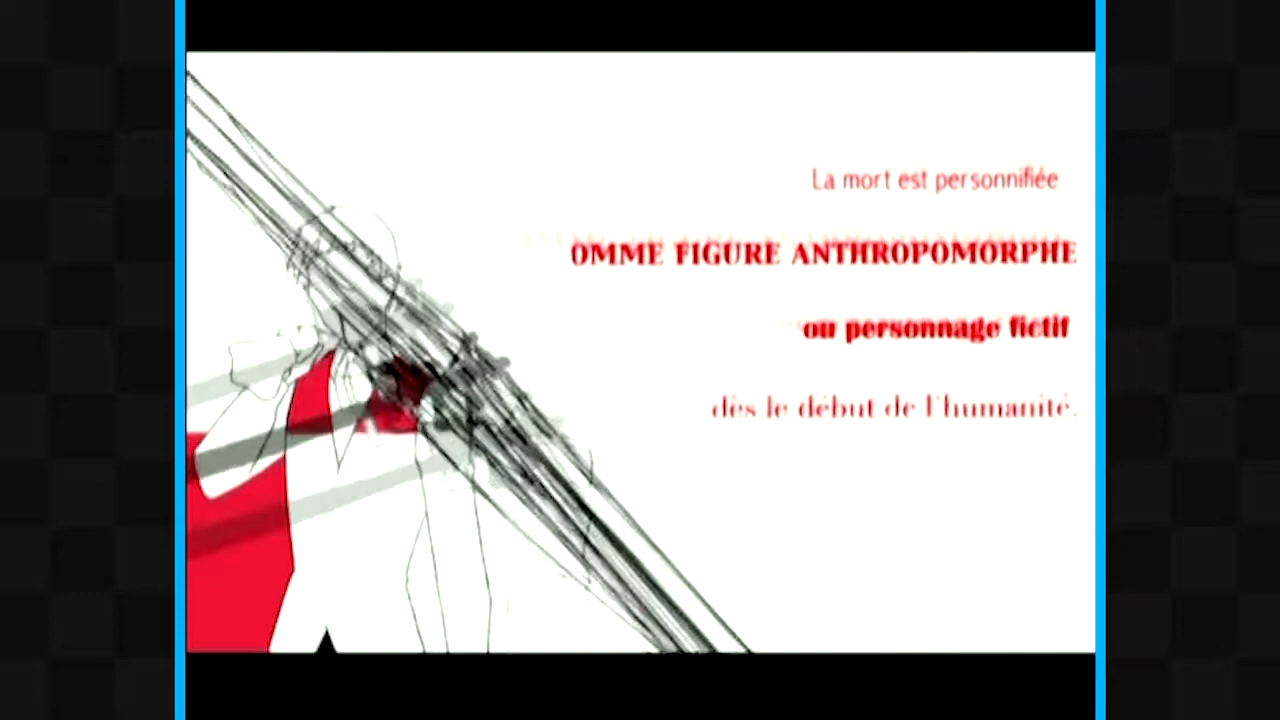 La mort est personnifiée
OMME FIGURE ANTHROPOMORPHE
ou personnage fictif
dès le début de l'humanité.